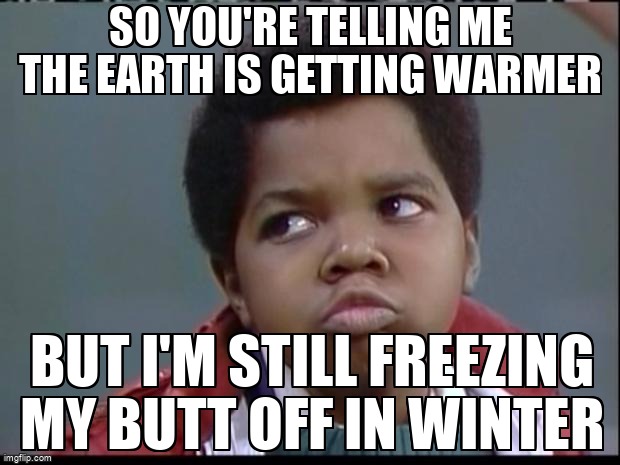 SO YOU'RE TELLING ME
THE EARTH IS GETTING WARMER
BUT I'M STILL FREEZING
MY BUTT OFF IN WINTER
imgflip.com